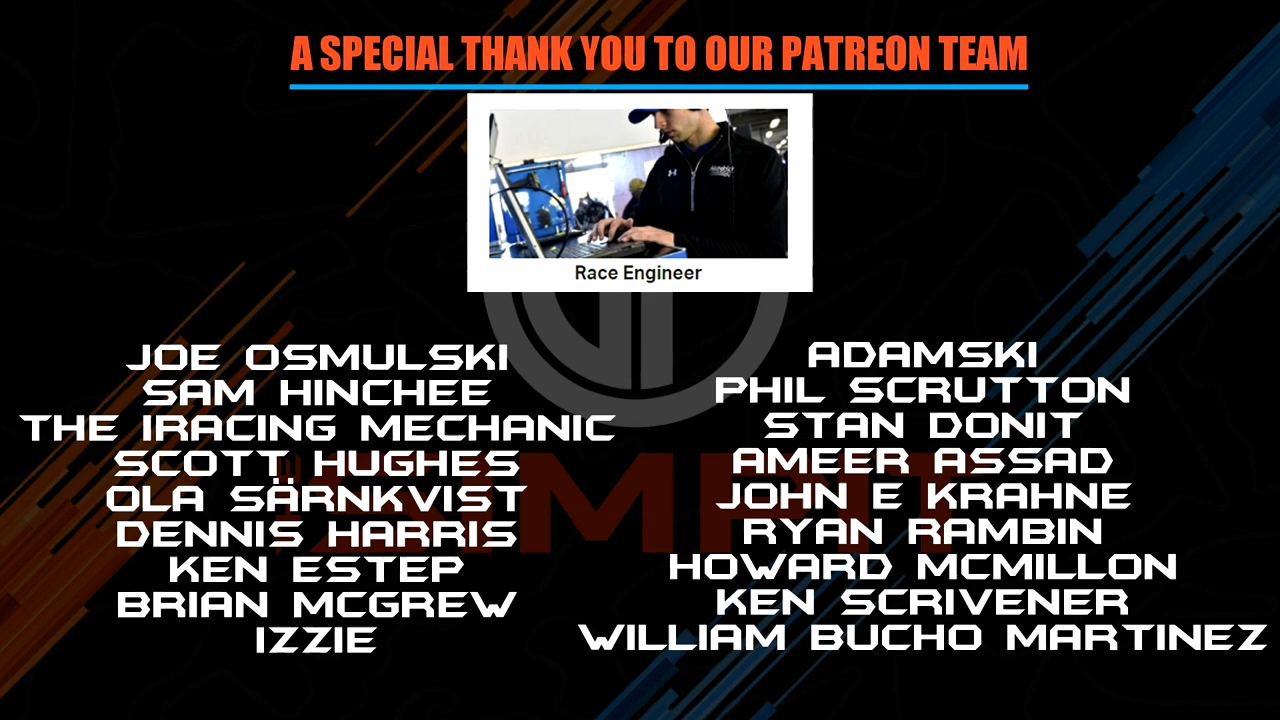 A SPECIAL THANK YOU TO OUR PATREON TEAM
Race Engineer
JOE OSMULSKI
SAM HINCHEE
THE IRACING MECHANIC
SCOTT HUGHES
OLA SÄRNKVIST
DENNIS HARRIS
KEN ESTEP
BRIAN MCGREW
IZZIE
ADAMSKI
PHIL SCRUTTON
STAN DONIT
AMEER ASSAD
JOHN E KRAHNE
RYAN RAMBIN
HOWARD MCMILLON
KEN SCRIVENER
WILLIAM BUCHO MARTINEZ